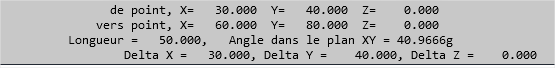 de point, X= 30.000 Y= 40.000 Z= 0.000
vers point, X= 60.000 Y= 80.000 Z= 0.000
Longueur = 50.000, Angle dans le plan XY = 40.9666g
Delta X = 30.000, Delta Y = 40.000, Delta Z = 0.000